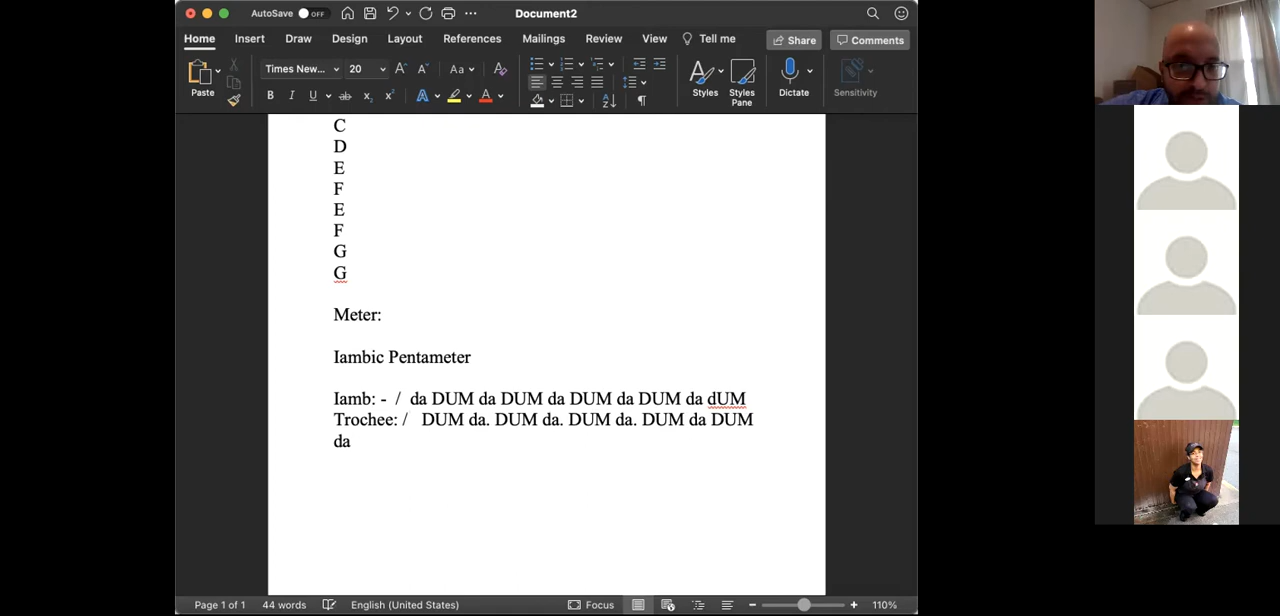 AutoSave OFF Document2
Home Insert Draw Design Layout References Mailings Review View Tell me Share Comments
Times New... 20 Aa
Paste Styles Styles Pane Dictate Sensitivity
C
D
E
F
E
F
G
G
Meter:
Iambic Pentameter
Iamb: - / da DUM da DUM da DUM da DUM da dUM
Trochee: / DUM da. DUM da. DUM da. DUM da DUM
da
Page 1 of 1 44 words English (United States) Focus 110%